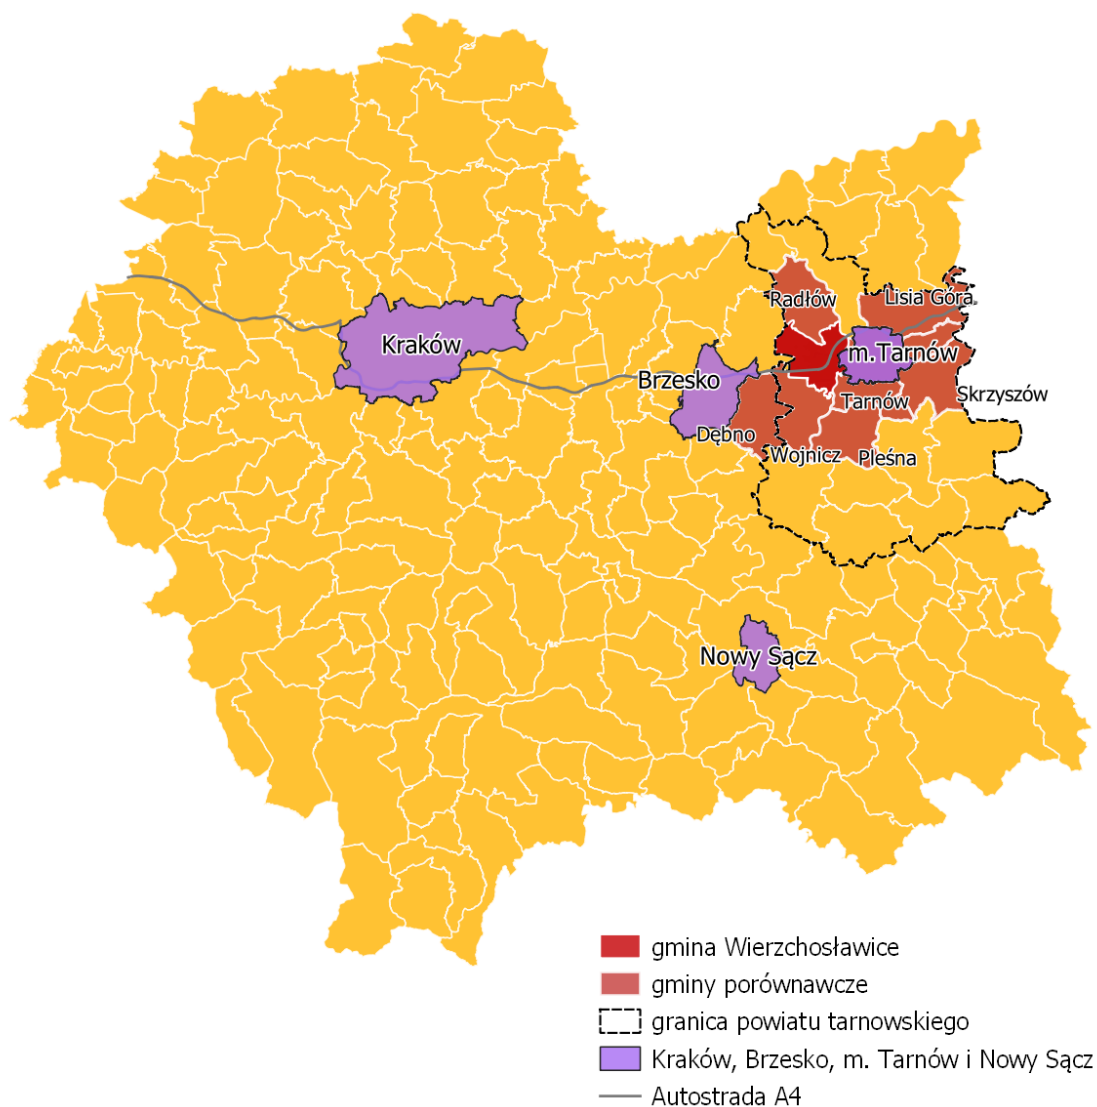 Radłów
Lisia Góra
Kraków
m.Tarnów
Brzesko
Skrzyszów
Tarnów
Dębno
Wojnicz
Pleśna
Nowy Sącz
gmina Wierzchosławice
gminy porównawcze
granica powiatu tarnowskiego
Kraków, Brzesko, m. Tarnów i Nowy Sącz
Autostrada A4